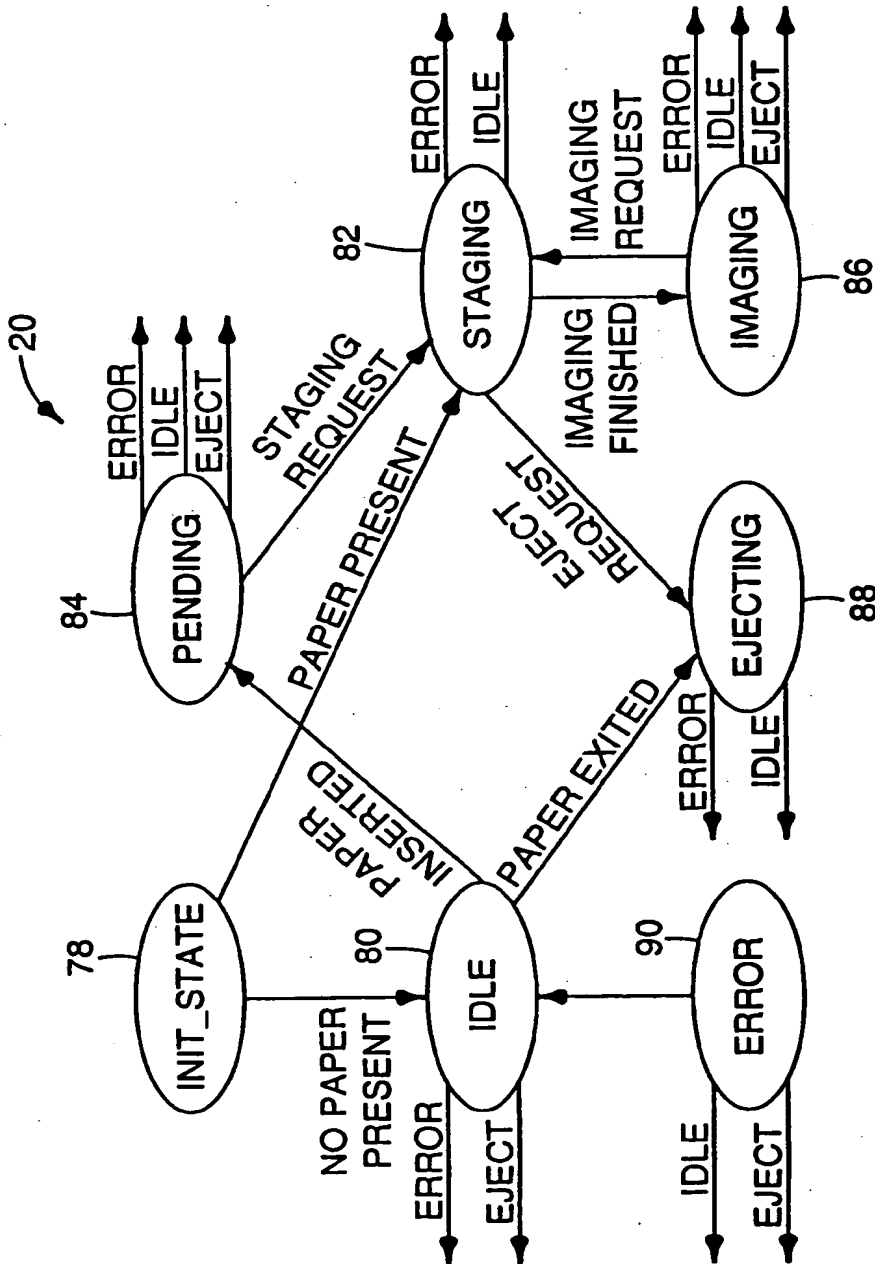 20
78
INIT_STATE
84
PENDING
ERROR
IDLE
EJECT
STAGING
REQUEST
PAPER PRESENT
NO PAPER
PRESENT
PAPER
INSERTED
80
IDLE
ERROR
EJECT
82
STAGING
ERROR
IDLE
PAPER EXITED
EJECT
REQUEST
IMAGING
FINISHED
IMAGING
REQUEST
90
ERROR
IDLE
EJECT
EJECTING
88
ERROR
IDLE
IMAGING
86
ERROR
IDLE
EJECT